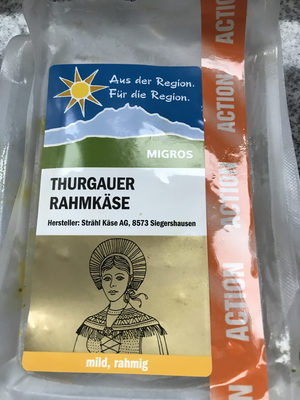 Aus der Region.
Für die Region.
MIGROS
THURGAUER
RAHMKÄSE
Hersteller: Strähl Käse AG, 8573 Siegershausen
mild, rahmig
ACTION
ACTION
ACTION
ACTION